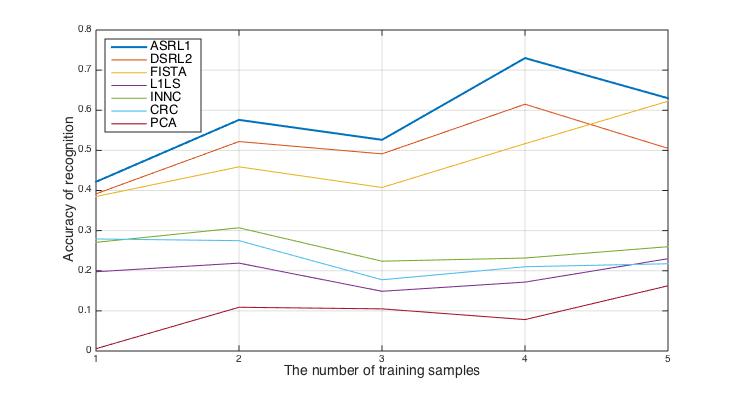 0.8
0.7
0.6
0.5
0.4
0.3
0.2
0.1
0
Accuracy of recognition
ASRL1
DSRL2
FISTA
L1LS
INNC
CRC
PCA
1 2 3 4 5
The number of training samples